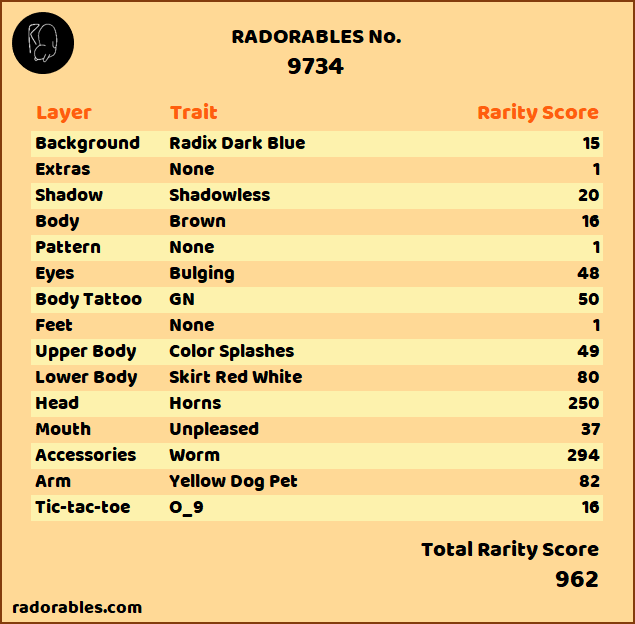 RADORABLES No.
9734
Layer Trait Rarity Score
Background Radix Dark Blue 15
Extras None 1
Shadow Shadowless 20
Body Brown 16
Pattern None 1
Eyes Bulging 48
Body Tattoo GN 50
Feet None 1
Upper Body Color Splashes 49
Lower Body Skirt Red White 80
Head Horns 250
Mouth Unpleased 37
Accessories Worm 294
Arm Yellow Dog Pet 82
Tic-tac-toe O_9 16
Total Rarity Score
962
radorables.com